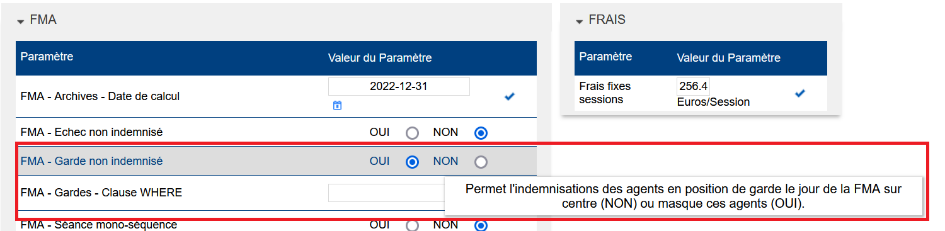 FMA
Paramètre Valeur du Paramètre
FMA - Archives - Date de calcul 2022-12-31
FMA - Echec non indemnisé OUI NON
FMA - Garde non indemnisé OUI NON
FMA - Gardes - Clause WHERE
Permet l'indemnisations des agents en position de garde le jour de la FMA sur
centre (NON) ou masque ces agents (OUI).
FMA - Séance mono-séquence OUI NON
FRAIS
Paramètre Valeur du Paramètre
Frais fixes 256.4
sessions Euros/Session